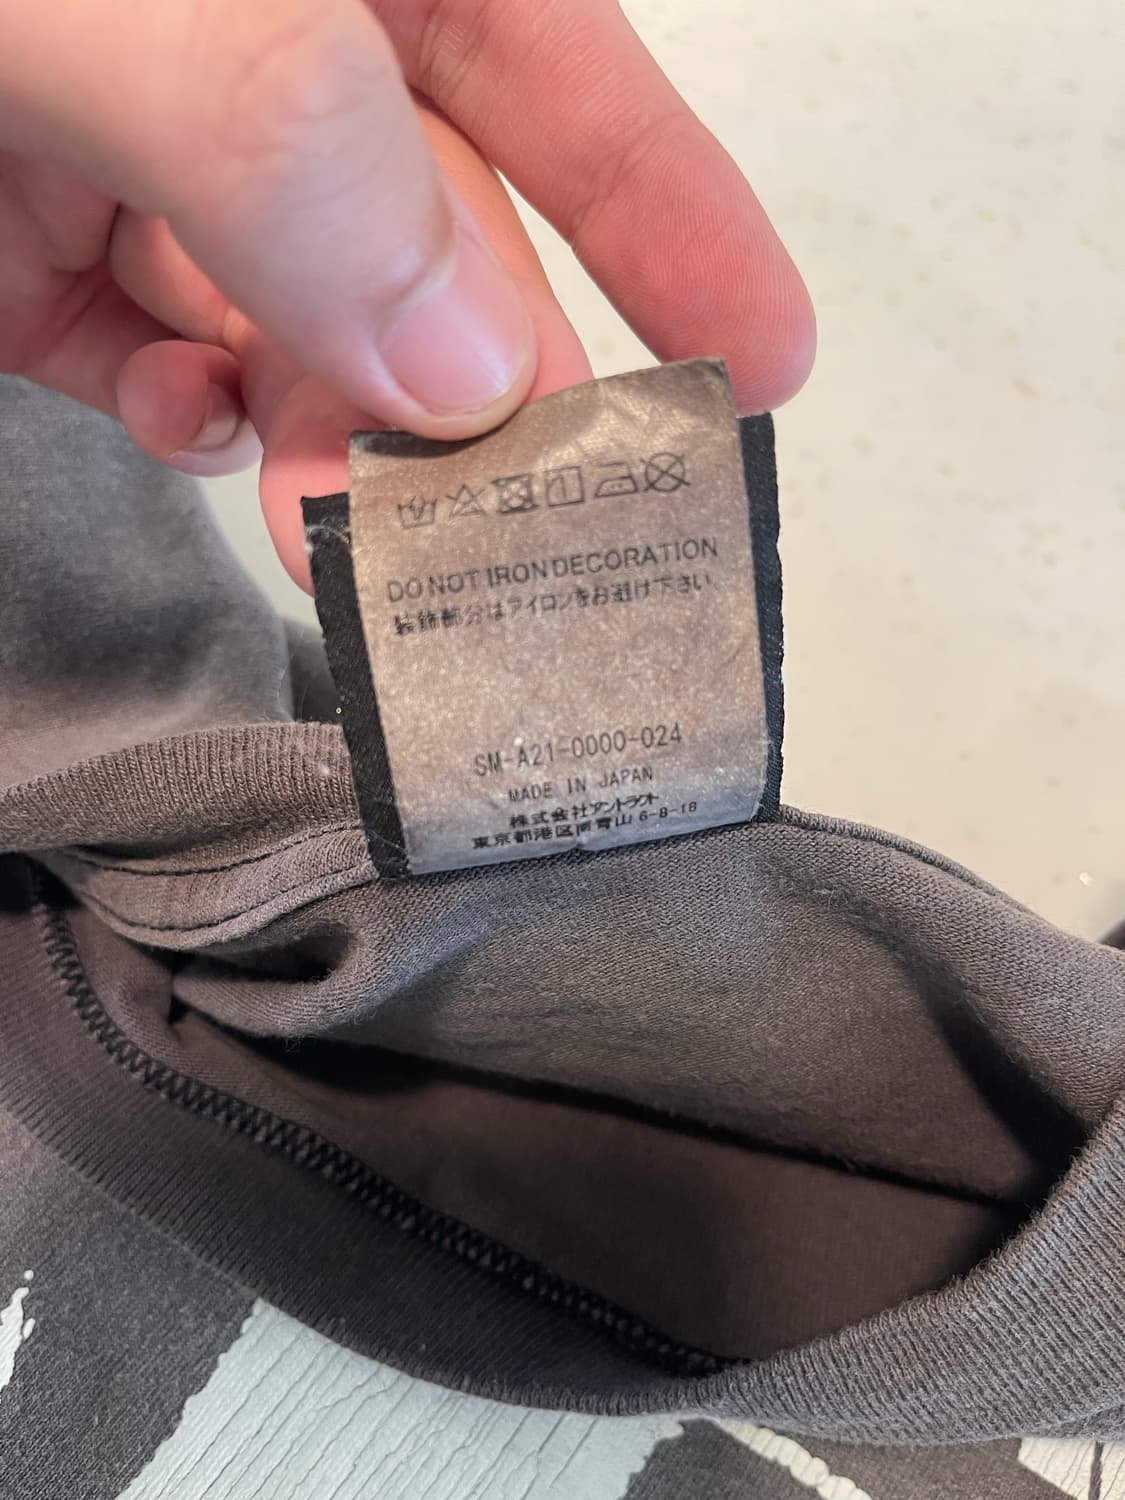 DO NOT IRON DECORATION
装飾部分はアイロンをお避け下さい。
SM-A21-0000-024
MADE IN JAPAN
株式会社アントラクト
東京都港区南青山 6-8-18